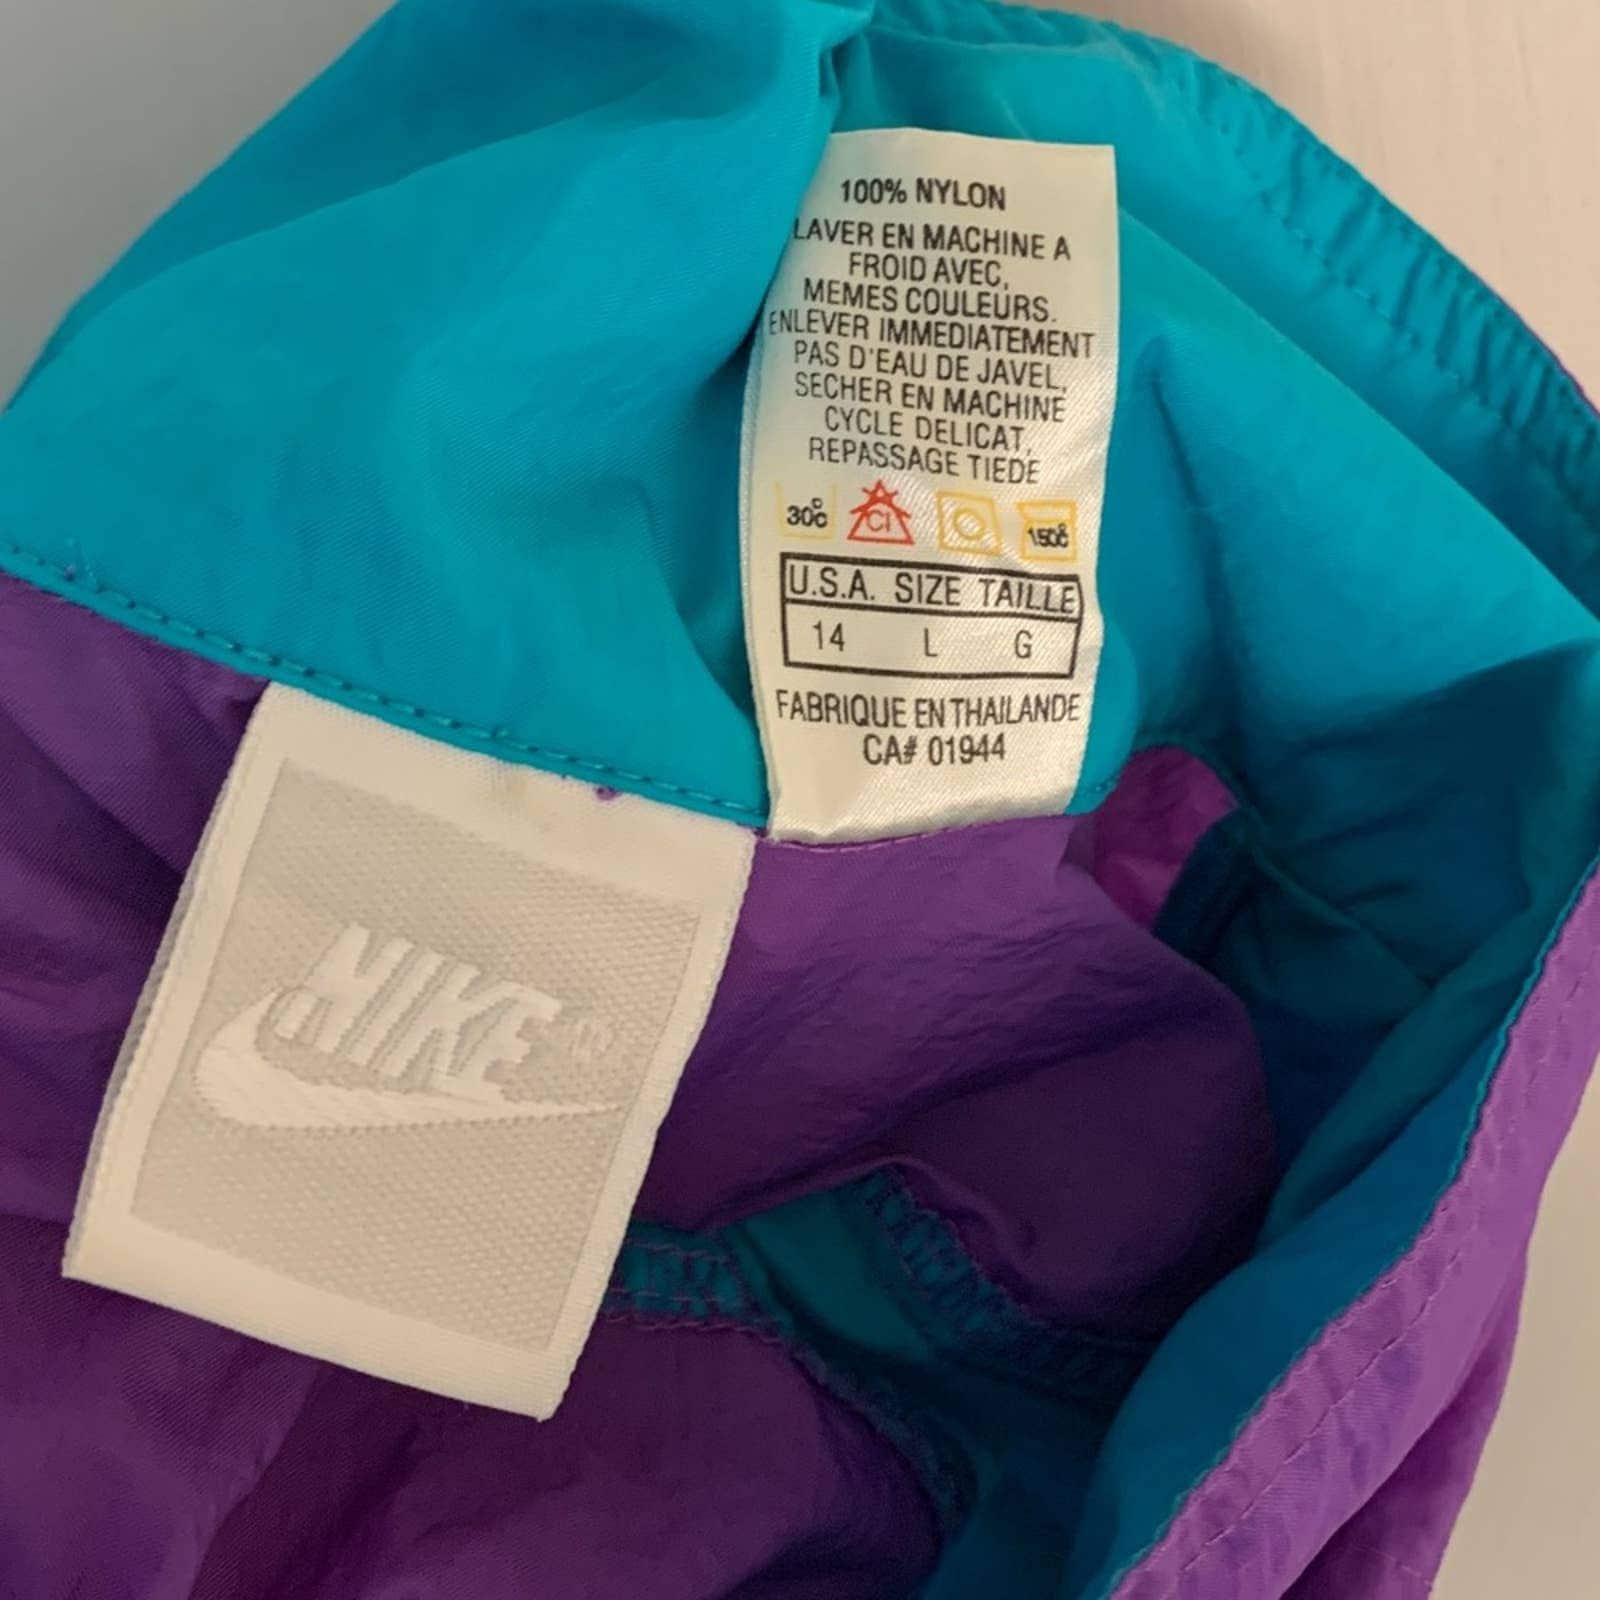 100% NYLON
LAVER EN MACHINE A
FROID AVEC,
MEMES COULEURS.
ENLEVER IMMEDIATEMENT
PAS D'EAU DE JAVEL,
SECHER EN MACHINE
CYCLE DELICAT,
REPASSAGE TIEDE
30°C Cl 150°C
U.S.A. SIZE TAILLE
14 L G
FABRIQUE EN THAILANDE
CA# 01944
NIKE®